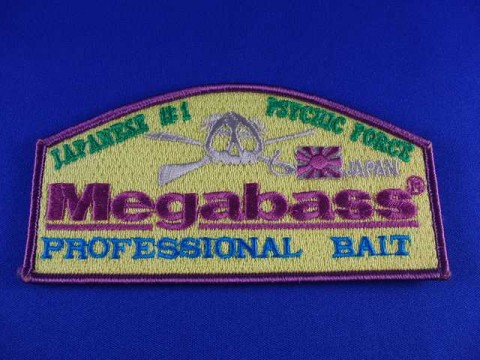 JAPANESE #1 PSYCHIC FORCE
JAPAN
Megabass®
PROFESSIONAL BAIT